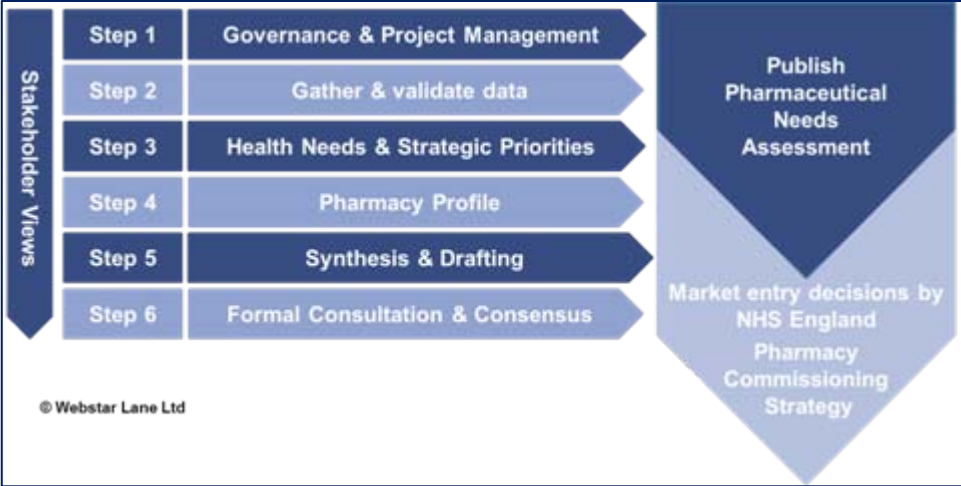 Stakeholder Views
Step 1 Governance & Project Management
Step 2 Gather & validate data
Step 3 Health Needs & Strategic Priorities
Step 4 Pharmacy Profile
Step 5 Synthesis & Drafting
Step 6 Formal Consultation & Consensus
Publish
Pharmaceutical
Needs
Assessment
Market entry decisions by
NHS England
Pharmacy
Commissioning
Strategy
© Webstar Lane Ltd